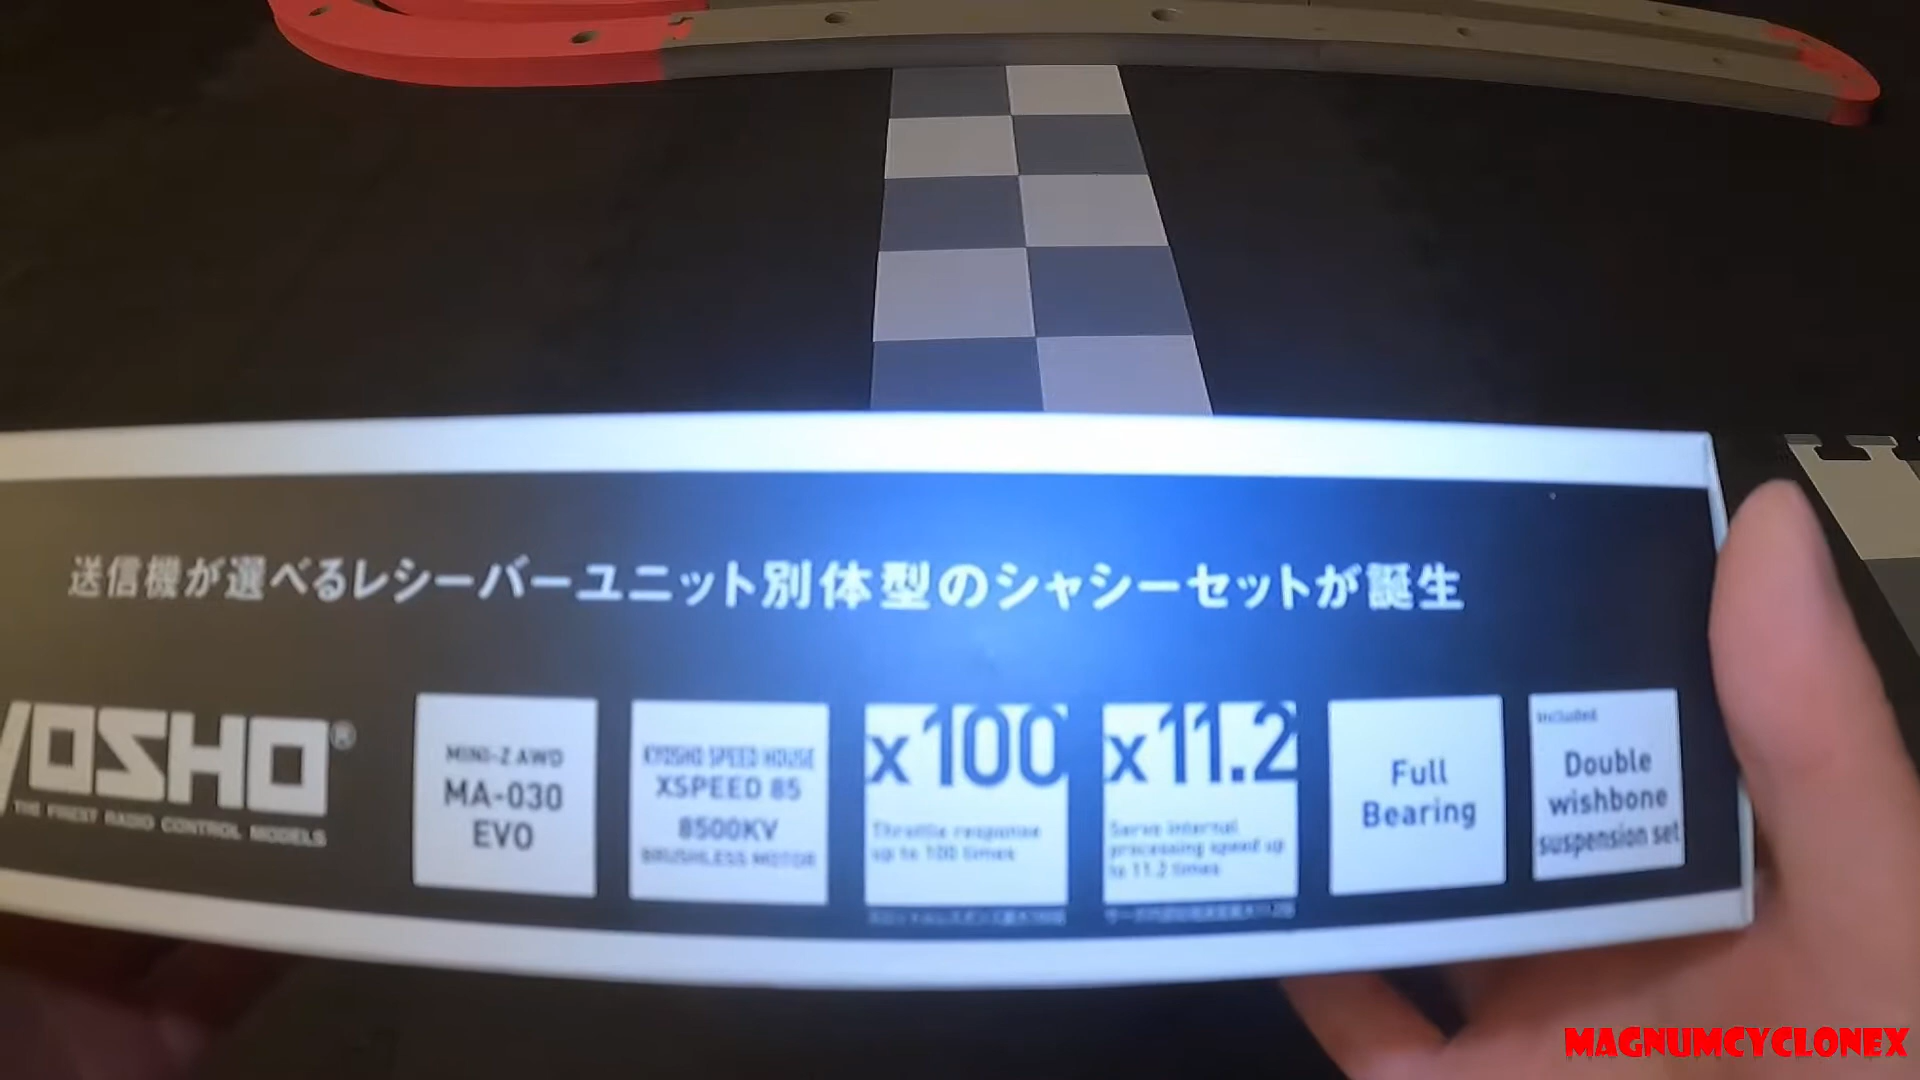 送信機が選べるレシーバーユニット別体型のシャシーセットが誕生
YOSHO®
THE FINEST RADIO CONTROL MODELS
MINI-Z AWD
MA-030
EVO
KYOSHO SPEED HOUSE
XSPEED 85
8500KV
BRUSHLESS MOTOR
x100
Throttle response
up to 100 times
x11.2
Servo internal
processing speed up
to 11.2 times
Full
Bearing
Included
Double
wishbone
suspension set
MAGNUMCYCLONEX